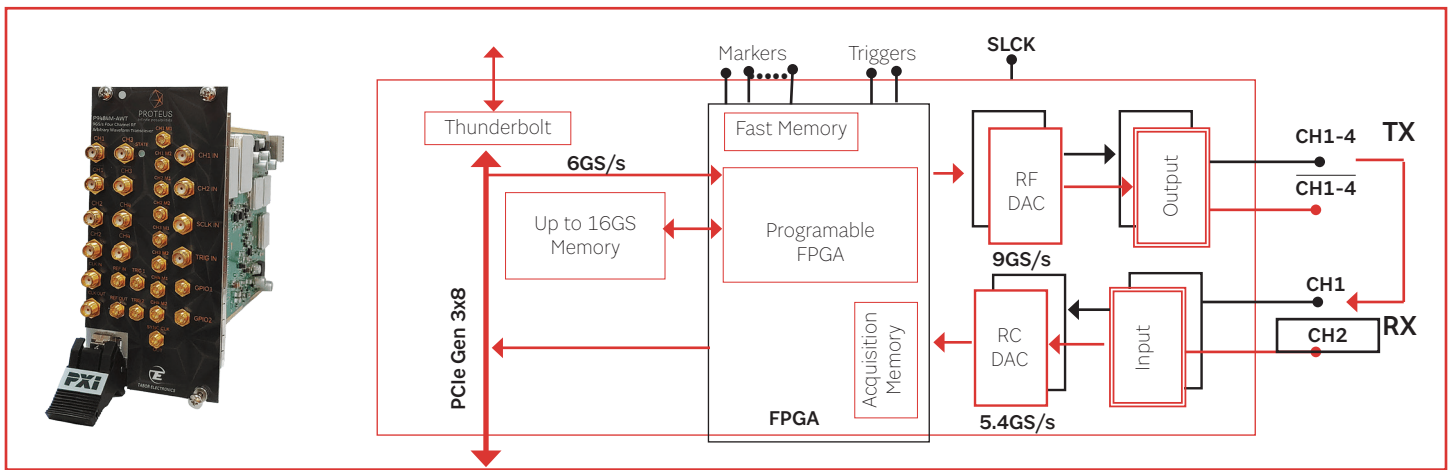 PROTEUS
P9484M-AWT
CH1 IN
CH2 IN
SCLK IN
TRIG IN
GPIO1
GPIO2
PXI
TABOR ELECTRONICS
Markers
Triggers
SLCK
Thunderbolt
Fast Memory
6GS/s
Up to 16GS
Memory
Programable
FPGA
RF
DAC
9GS/s
Output
CH1-4
TX
CH1-4
PCIe Gen 3x8
Acquisition
Memory
FPGA
RC
DAC
5.4GS/s
Input
CH1
RX
CH2